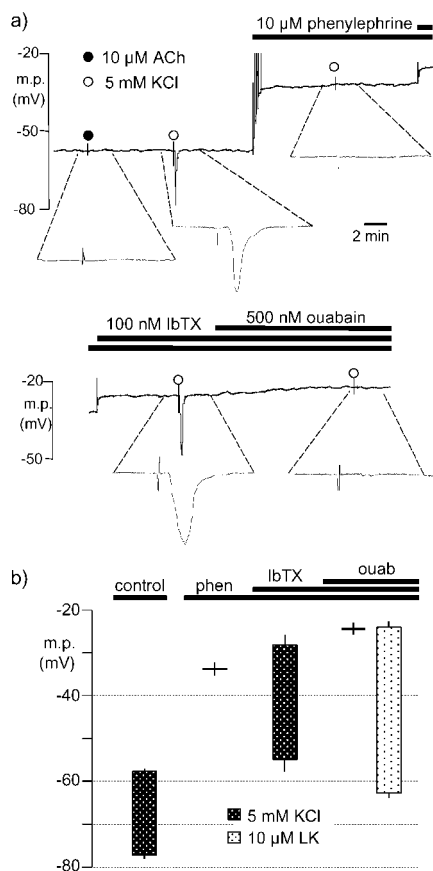 a)
10 µM phenylephrine
-20
m.p.
(mV)
-50
-80
● 10 µM ACh
○ 5 mM KCl
2 min
100 nM IbTX
500 nM ouabain
-20
m.p.
(mV)
-50
b)
control
phen
IbTX
ouab
-20
m.p.
(mV)
-40
-60
-80
5 mM KCl
10 µM LK